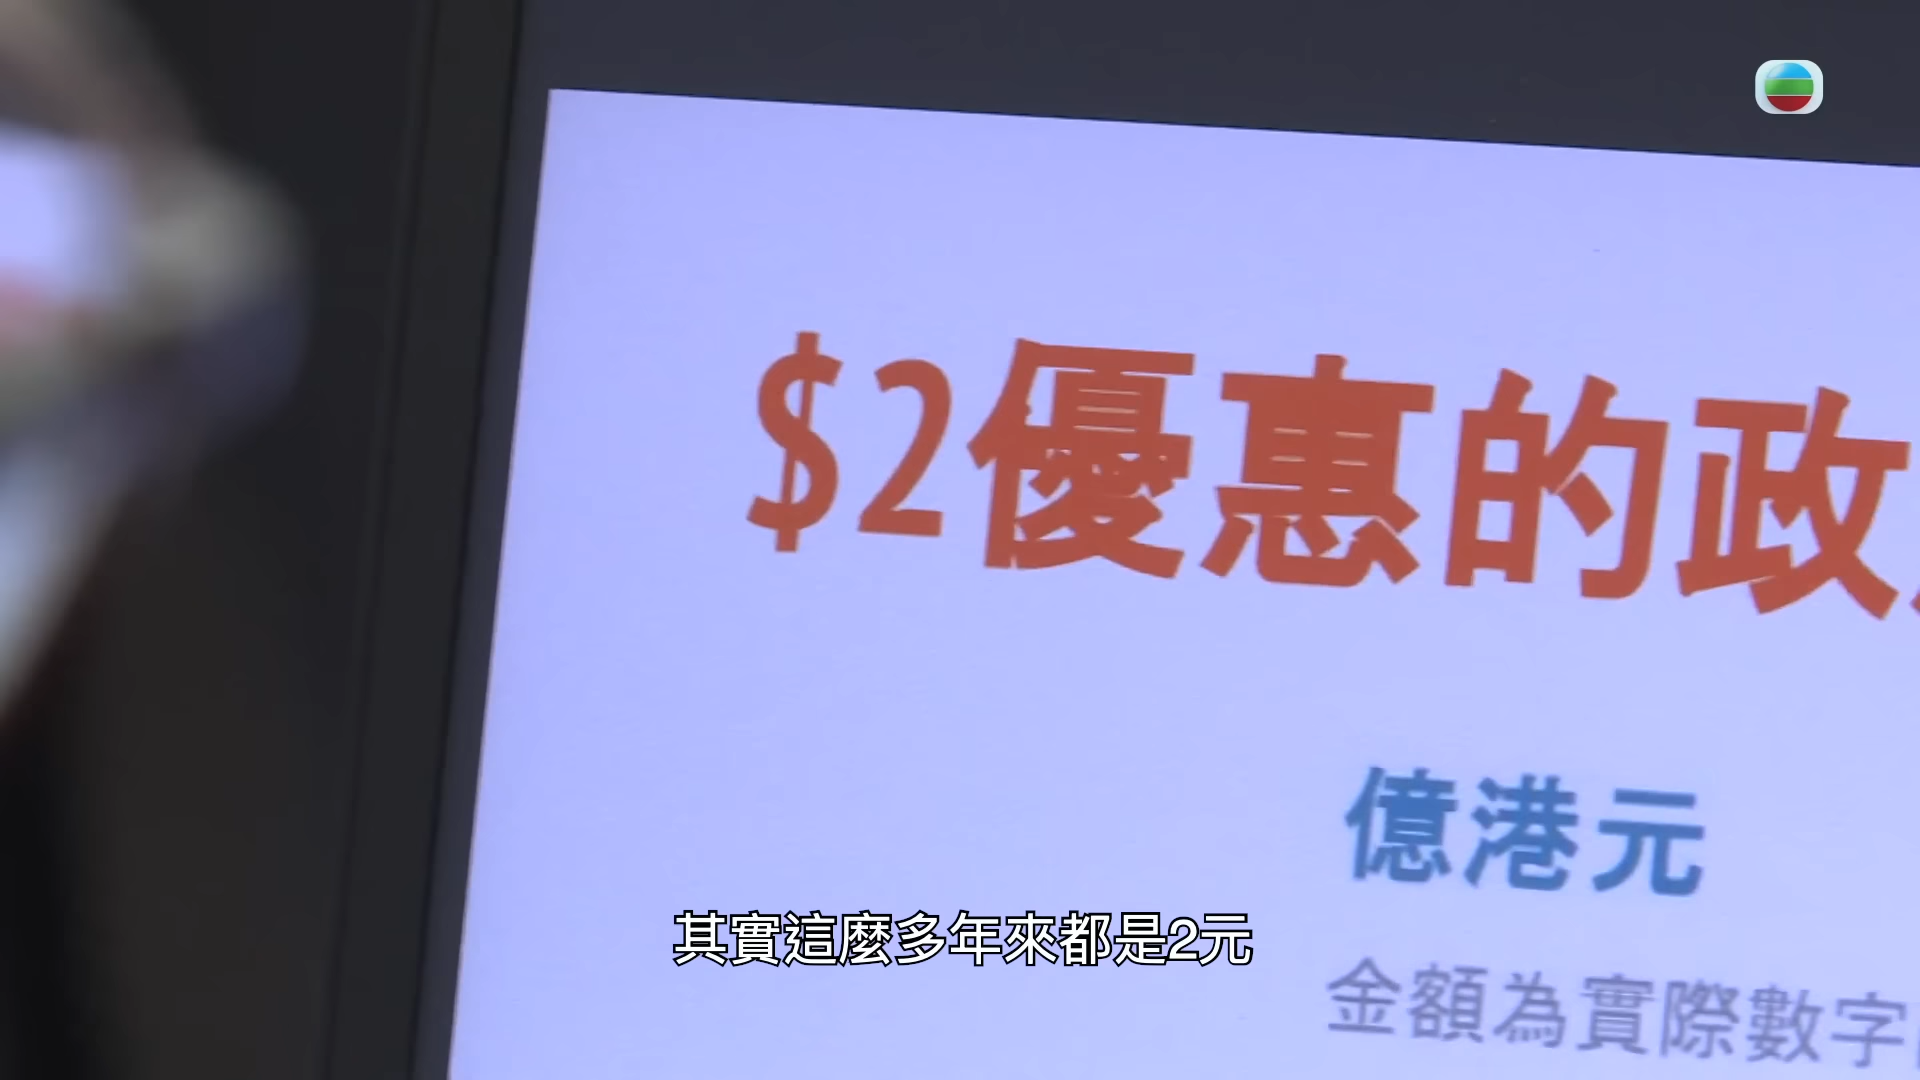 $2優惠的政
億港元
金額為實際數字
其實這麼多年來都是2元